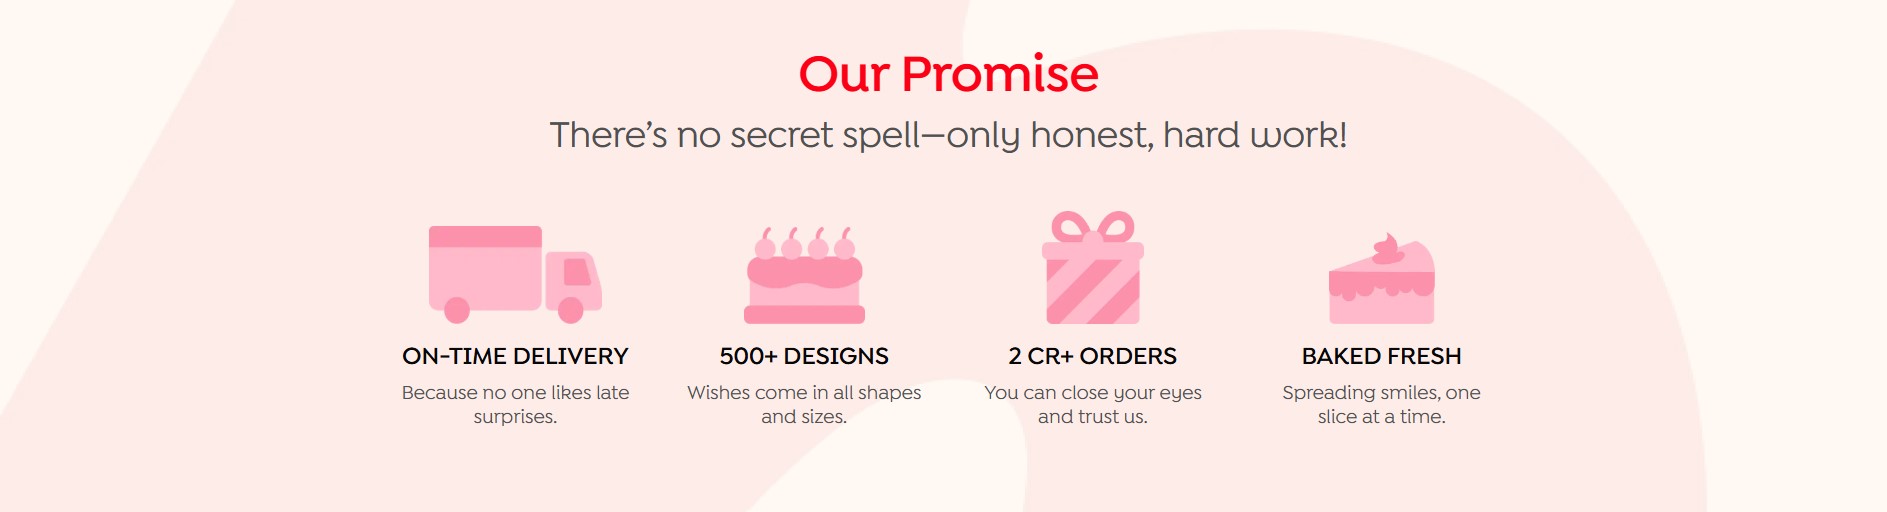 Our Promise
There’s no secret spell—only honest, hard work!
ON-TIME DELIVERY
Because no one likes late
surprises.
500+ DESIGNS
Wishes come in all shapes
and sizes.
2 CR+ ORDERS
You can close your eyes
and trust us.
BAKED FRESH
Spreading smiles, one
slice at a time.